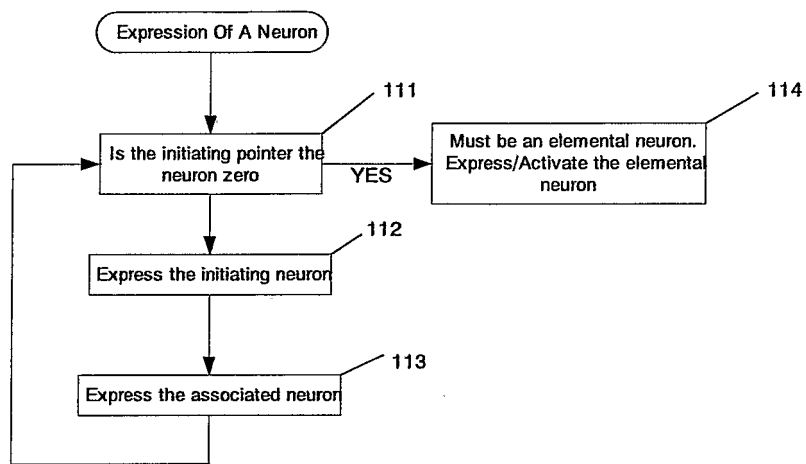 Expression Of A Neuron
111
114
Is the initiating pointer the
neuron zero
YES
Must be an elemental neuron.
Express/Activate the elemental
neuron
112
Express the initiating neuron
113
Express the associated neuron